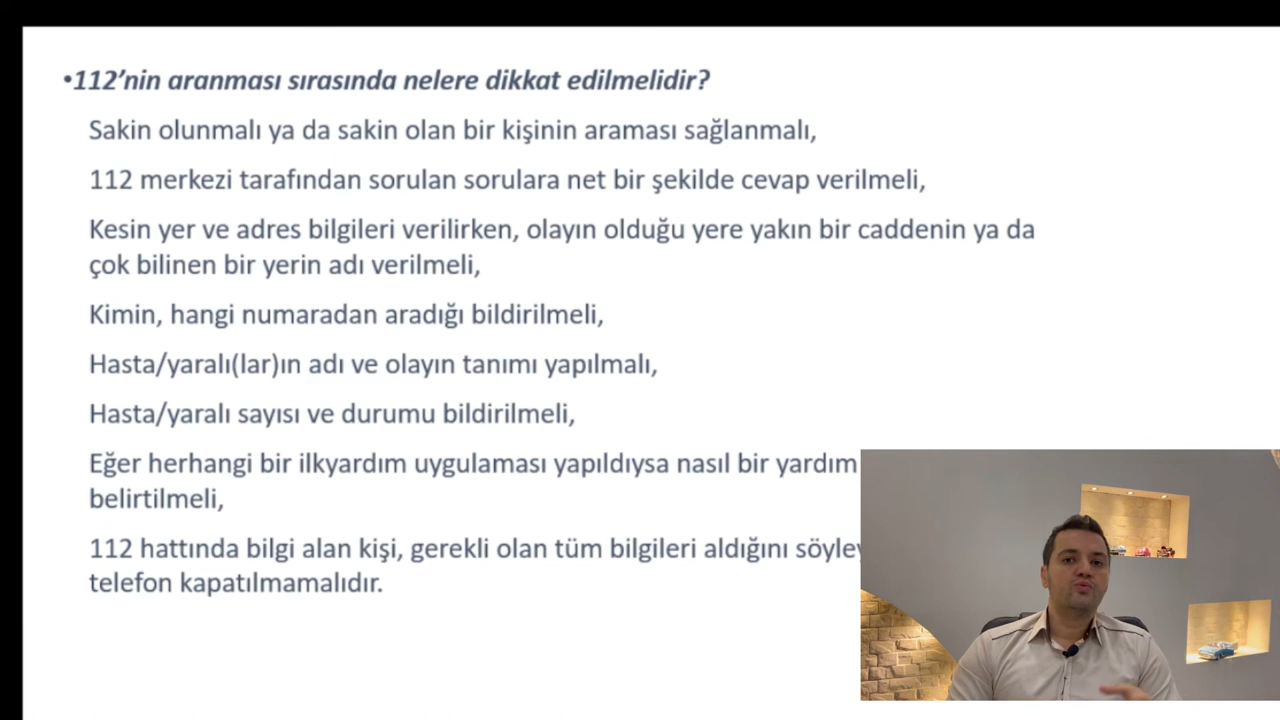 •112’nin aranması sırasında nelere dikkat edilmelidir?
Sakin olunmalı ya da sakin olan bir kişinin araması sağlanmalı,
112 merkezi tarafından sorulan sorulara net bir şekilde cevap verilmeli,
Kesin yer ve adres bilgileri verilirken, olayın olduğu yere yakın bir caddenin ya da
çok bilinen bir yerin adı verilmeli,
Kimin, hangi numaradan aradığı bildirilmeli,
Hasta/yaralı(lar)ın adı ve olayın tanımı yapılmalı,
Hasta/yaralı sayısı ve durumu bildirilmeli,
Eğer herhangi bir ilkyardım uygulaması yapıldıysa nasıl bir yardım
belirtilmeli,
112 hattında bilgi alan kişi, gerekli olan tüm bilgileri aldığını
telefon kapatılmamalıdır.